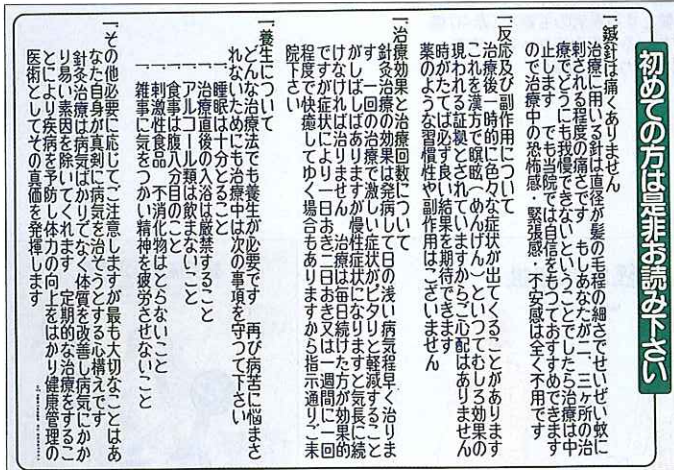 初めての方は是非お読み下さい
一、鍼針は痛くありません
治療に用いる針は直径が髪の毛程の細さでせいぜい蚊に
刺される程度の痛さです　もしあなたが二、三ヶ所の治
療でどうにも我慢できないということでしたら治療は中
止します　でも当院では自信をもっておすすめできます
ので治療中の恐怖感・緊張感・不安感は全く不用です
一、反応及び副作用について
治療後一時的に色々な症状が出てくることがあります
これを漢方で瞑眩（めんげん）といつてむしろ効果の
現われる証拠とされていますからご心配はありません
時がたてば必ず良い結果を期待できます
薬のような習慣性や副作用はございません
一、治療効果と治療回数について
針灸治療の効果は発病して日の浅い病気程早く治りま
す　一回の治療で激しい症状がピタリと軽減すること
がしばしばありますが慢性症状になりますと気長に続
けなければ治りません　治療は毎日続けた方が効果的
ですが症状により一日おき二日おき又は一週間に一回
程度で快癒してゆく場合もありますから指示通りご来
院下さい
一、養生について
どんな治療法でも養生が必要です　再び病苦に悩まさ
れないためにも治療中は次の事項を守つて下さい
一、睡眠は十分とること
一、治療直後の入浴は厳禁すること
一、アルコール類は飲まないこと
一、食事は腹八分目のこと
一、刺激性食品　不消化物はとらないこと
一、雑事に気をつかい精神を疲労させないこと
一、その他必要に応じてご注意しますが最も大切なことはあ
なた自身が真剣に病気を治そうとする心構えです
針灸治療は病気ばかりでなく体質を改善し病気にかか
り易い素因を除いてくれます　定期的な治療をするこ
とにより疾病を予防し体力の向上をはかり健康管理の
医術としてその真価を発揮します